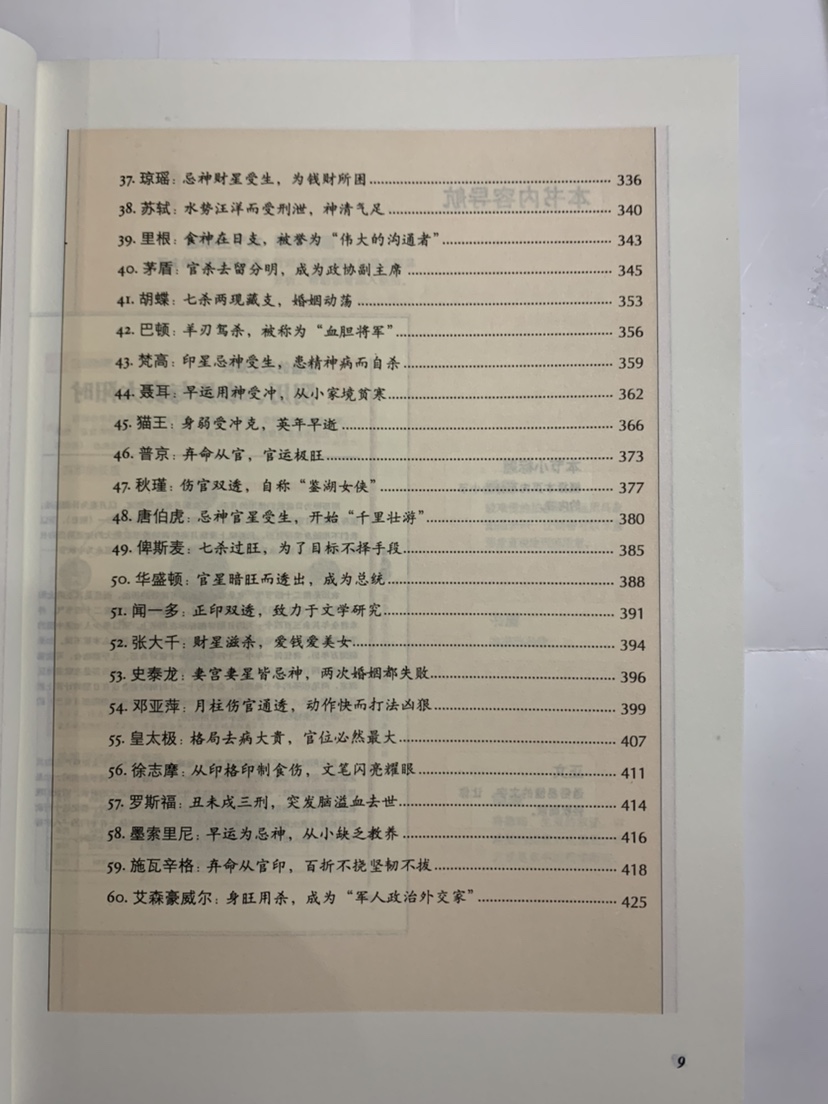 37. 琼瑶：忌神财星受生，为钱财所困 336
38. 苏轼：水势汪洋而受刑泄，神清气足 340
39. 里根：食神在日支，被誉为“伟大的沟通者” 343
40. 茅盾：官杀去留分明，成为政协副主席 345
41. 胡蝶：七杀两现藏支，婚姻动荡 353
42. 巴顿：羊刃驾杀，被称为“血胆将军” 356
43. 梵高：印星忌神受生，患精神病而自杀 359
44. 聂耳：早运用神受冲，从小家境贫寒 362
45. 猫王：身弱受冲克，英年早逝 366
46. 普京：弃命从官，官运极旺 373
47. 秋瑾：伤官双透，自称“鉴湖女侠” 377
48. 唐伯虎：忌神官星受生，开始“千里壮游” 380
49. 俾斯麦：七杀过旺，为了目标不择手段 385
50. 华盛顿：官星暗旺而透出，成为总统 388
51. 闻一多：正印双透，致力于文学研究 391
52. 张大千：财星滋杀，爱钱爱美女 394
53. 史泰龙：妻宫妻星皆忌神，两次婚姻都失败 396
54. 邓亚萍：月柱伤官通透，动作快而打法凶狠 399
55. 皇太极：格局去病大贵，官位必然最大 407
56. 徐志摩：从印格印制食伤，文笔闪亮耀眼 411
57. 罗斯福：丑未戌三刑，突发脑溢血去世 414
58. 墨索里尼：早运为忌神，从小缺乏教养 416
59. 施瓦辛格：弃命从官印，百折不挠坚韧不拔 418
60. 艾森豪威尔：身旺用杀，成为“军人政治外交家” 425
9